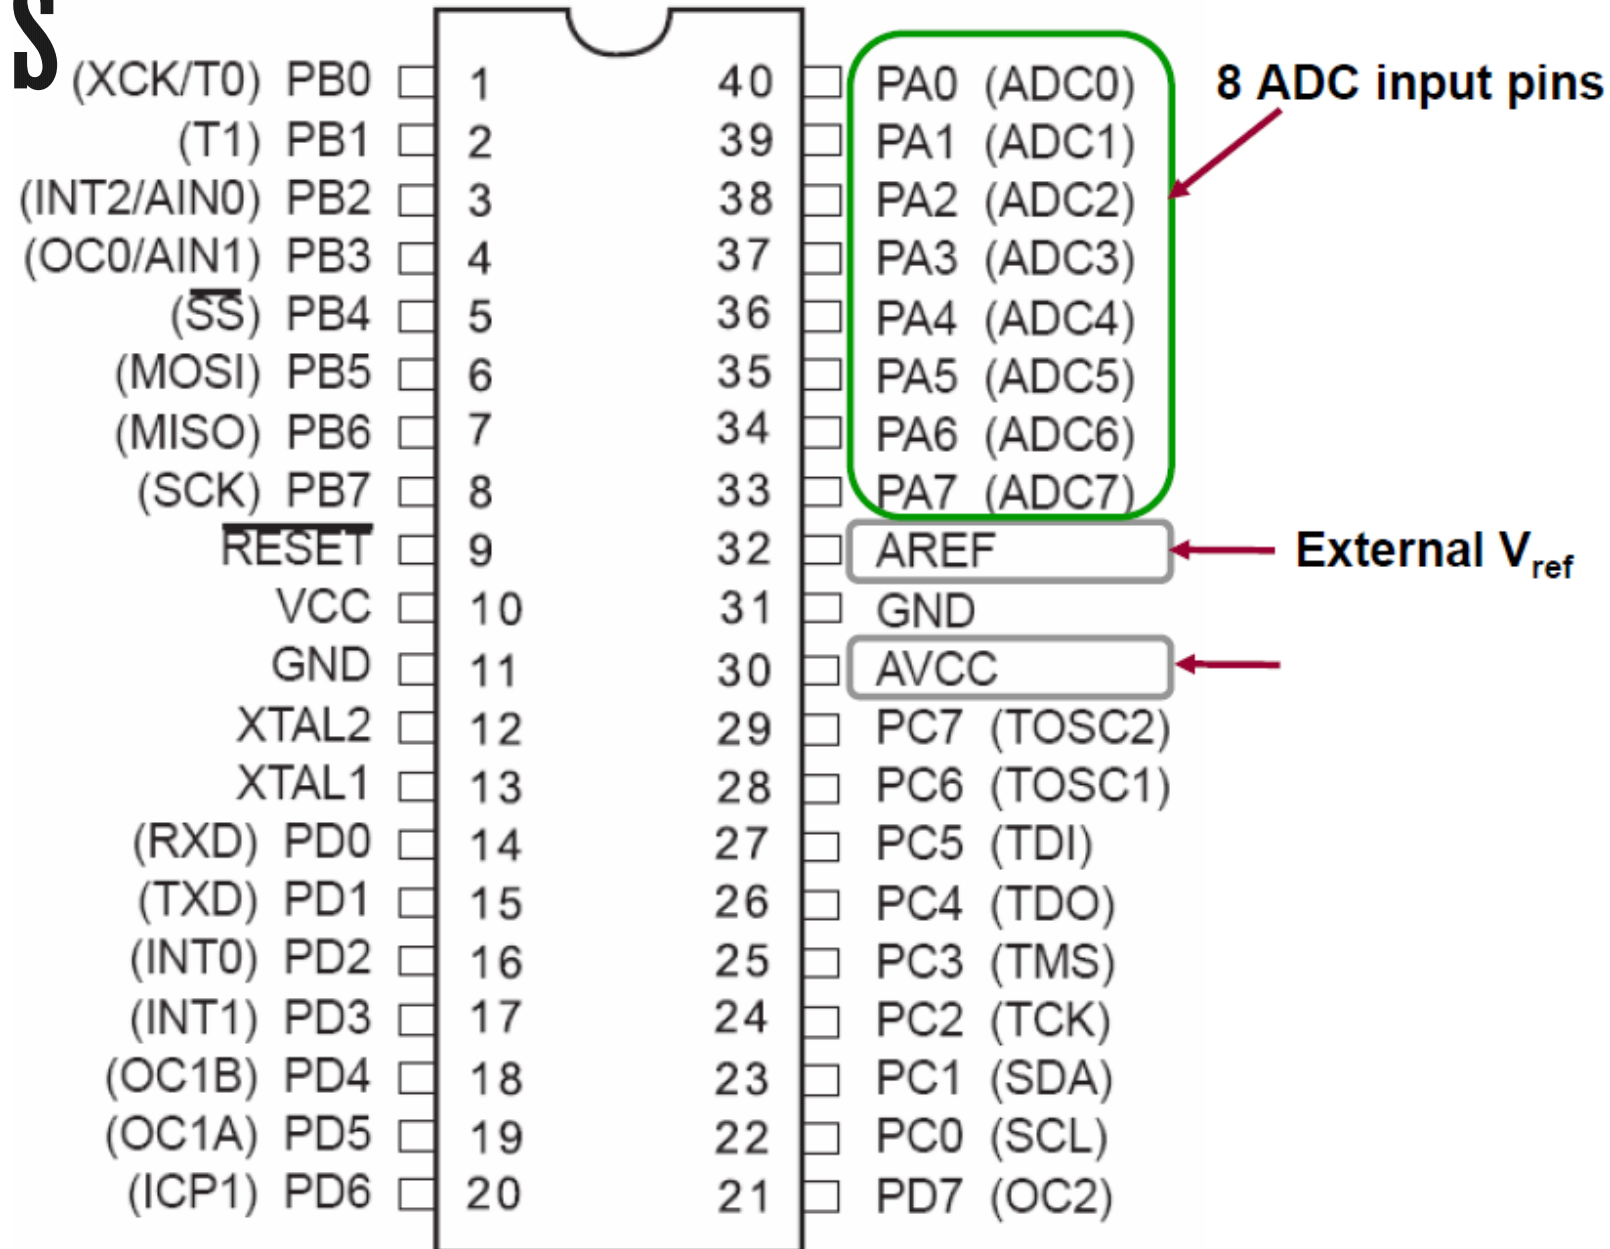 S
(XCK/T0) PB0 1 40 PA0 (ADC0) 8 ADC input pins
(T1) PB1 2 39 PA1 (ADC1)
(INT2/AIN0) PB2 3 38 PA2 (ADC2)
(OC0/AIN1) PB3 4 37 PA3 (ADC3)
(S̅S̅) PB4 5 36 PA4 (ADC4)
(MOSI) PB5 6 35 PA5 (ADC5)
(MISO) PB6 7 34 PA6 (ADC6)
(SCK) PB7 8 33 PA7 (ADC7)
R̅E̅S̅E̅T̅ 9 32 AREF External Vref
VCC 10 31 GND
GND 11 30 AVCC
XTAL2 12 29 PC7 (TOSC2)
XTAL1 13 28 PC6 (TOSC1)
(RXD) PD0 14 27 PC5 (TDI)
(TXD) PD1 15 26 PC4 (TDO)
(INT0) PD2 16 25 PC3 (TMS)
(INT1) PD3 17 24 PC2 (TCK)
(OC1B) PD4 18 23 PC1 (SDA)
(OC1A) PD5 19 22 PC0 (SCL)
(ICP1) PD6 20 21 PD7 (OC2)